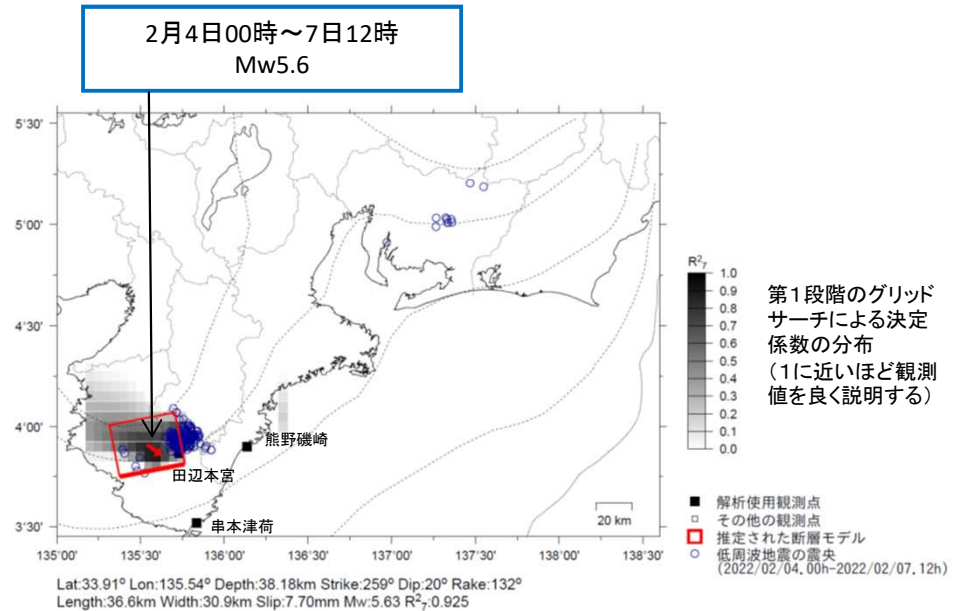 2月4日00時～7日12時
Mw5.6
5'30'
5'00'
4'30'
4'00'
3'30'
135˚00'
135˚30'
136˚00'
136˚30'
137˚00'
137˚30'
138˚00'
138˚30'
熊野磯崎
田辺本宮
串本津荷
20 km
R²₇
1.0
0.9
0.8
0.7
0.6
0.5
0.4
0.3
0.2
0.1
0.0
第１段階のグリッド
サーチによる決定
係数の分布
（１に近いほど観測
値を良く説明する）
解析使用観測点
その他の観測点
推定された断層モデル
低周波地震の震央
(2022/02/04.00h-2022/02/07.12h)
Lat:33.91º Lon:135.54º Depth:38.18km Strike:259º Dip:20º Rake:132º
Length:36.6km Width:30.9km Slip:7.70mm Mw:5.63 R²₇:0.925